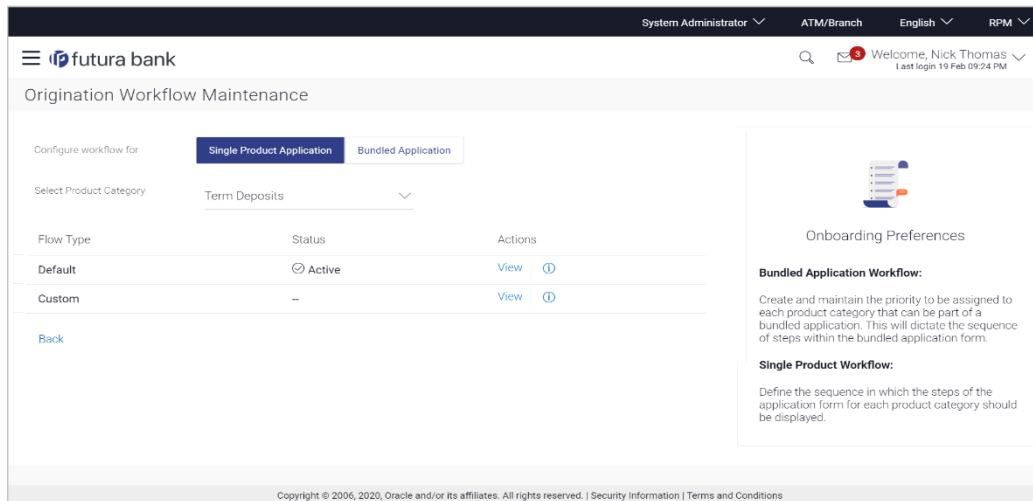 System Administrator ATM/Branch English RPM
futura bank 3 Welcome, Nick Thomas
Last login 19 Feb 09:24 PM
Origination Workflow Maintenance
Configure workflow for Single Product Application Bundled Application
Select Product Category Term Deposits
Flow Type Status Actions
Default Active View
Custom -- View
Back
Onboarding Preferences
Bundled Application Workflow:
Create and maintain the priority to be assigned to
each product category that can be part of a
bundled application. This will dictate the sequence
of steps within the bundled application form.
Single Product Workflow:
Define the sequence in which the steps of the
application form for each product category should
be displayed.
Copyright © 2006, 2020, Oracle and/or its affiliates. All rights reserved. | Security Information | Terms and Conditions